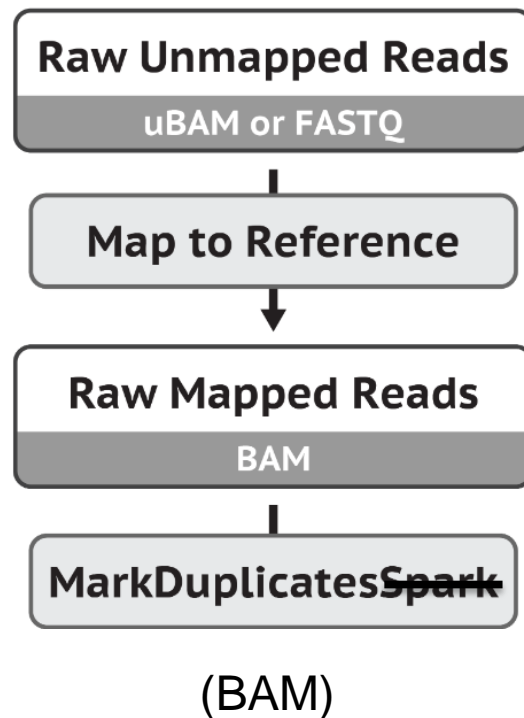 Raw Unmapped Reads
uBAM or FASTQ
Map to Reference
Raw Mapped Reads
BAM
MarkDuplicatesSpark
(BAM)